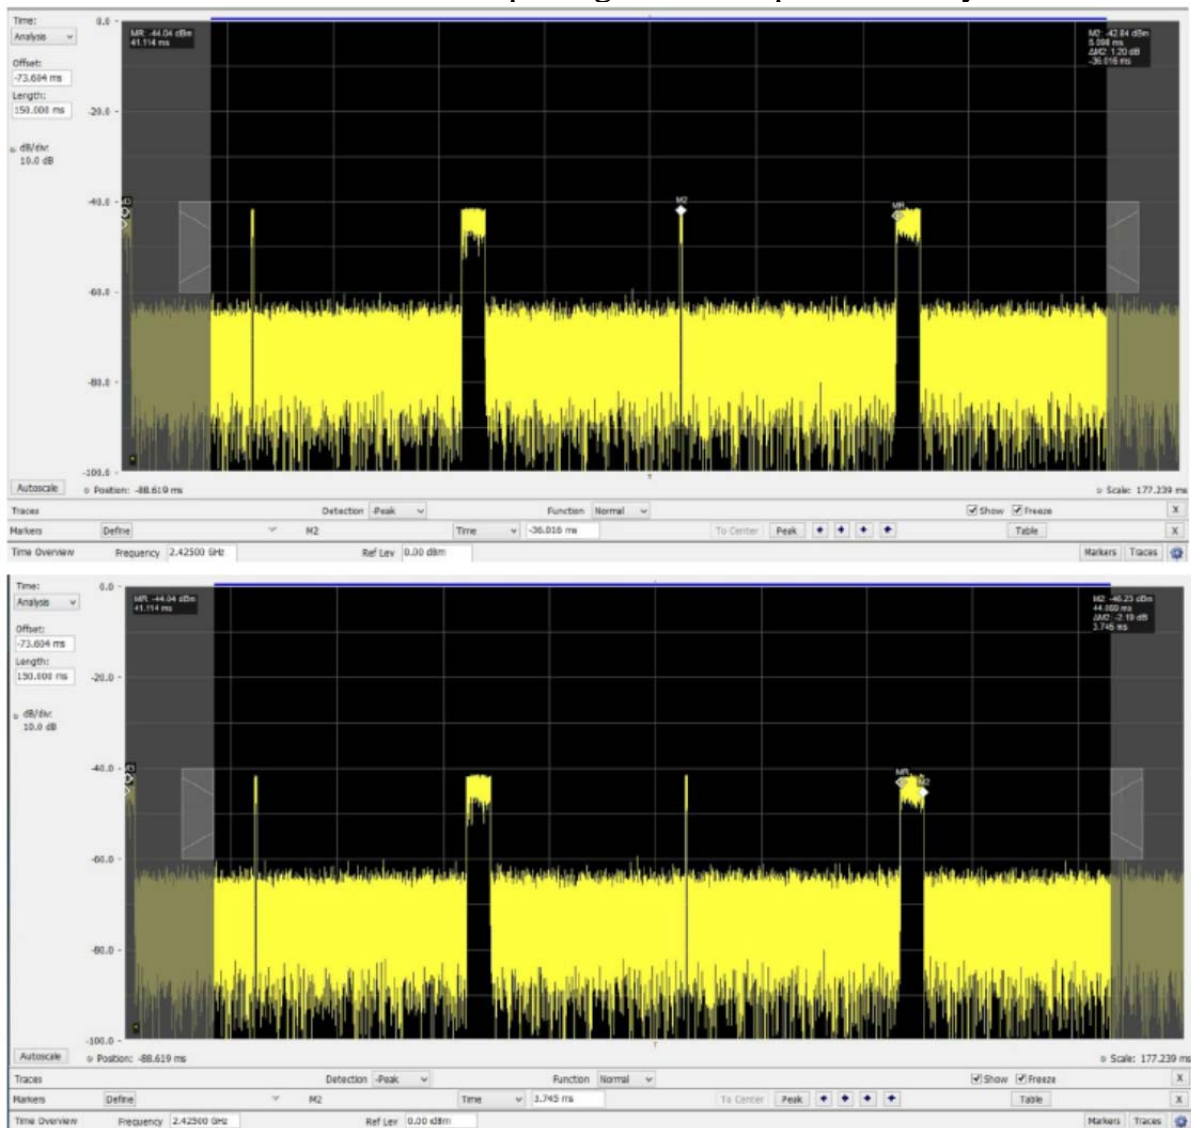 Time:
Analysis
Offset:
-73.604 ms
Length:
150.000 ms
dB/div:
10.0 dB
0.0
-20.0
-40.0
-60.0
-80.0
-100.0
MR: -44.04 dBm
41.114 ms
M2: -42.84 dBm
5.098 ms
ΔM2: 1.20 dB
-36.016 ms
M2
MR
Autoscale
Position: -88.619 ms
Scale: 177.239 ms
Traces Detection -Peak Function Normal Show Freeze X
Markers Define M2 Time -36.016 ms To Center Peak Table X
Time Overview Frequency 2.42500 GHz Ref Lev 0.00 dBm Markers Traces
Time:
Analysis
Offset:
-73.604 ms
Length:
150.000 ms
dB/div:
10.0 dB
0.0
-20.0
-40.0
-60.0
-80.0
-100.0
MR: -44.04 dBm
41.114 ms
M2: -46.23 dBm
ΔM2: -2.19 dB
3.745 ms
MR
M2
Autoscale
Position: -88.619 ms
Scale: 177.239 ms
Traces Detection -Peak Function Normal Show Freeze X
Markers Define M2 Time 3.745 ms To Center Peak Table X
Time Overview Frequency 2.42500 GHz Ref Lev 0.00 dBm Markers Traces